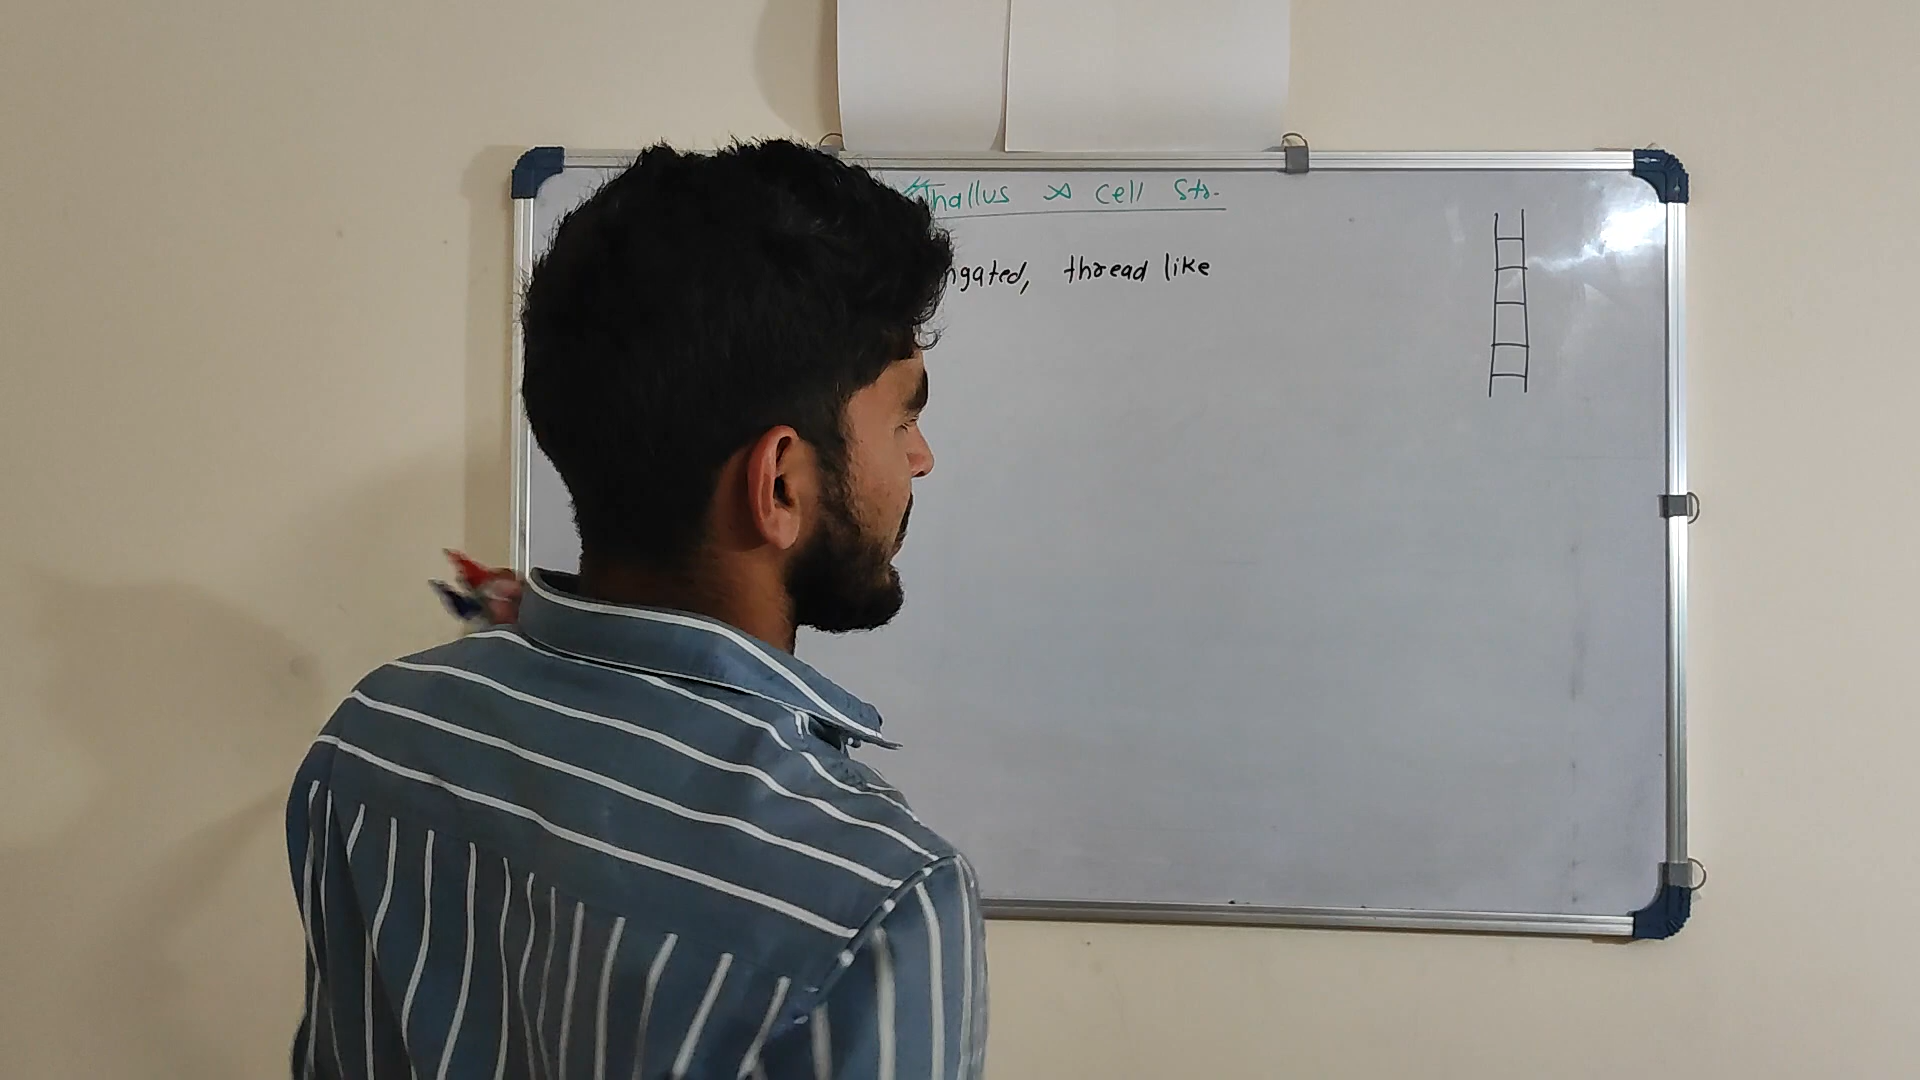 Thallus & cell Str.
ngated, thread like